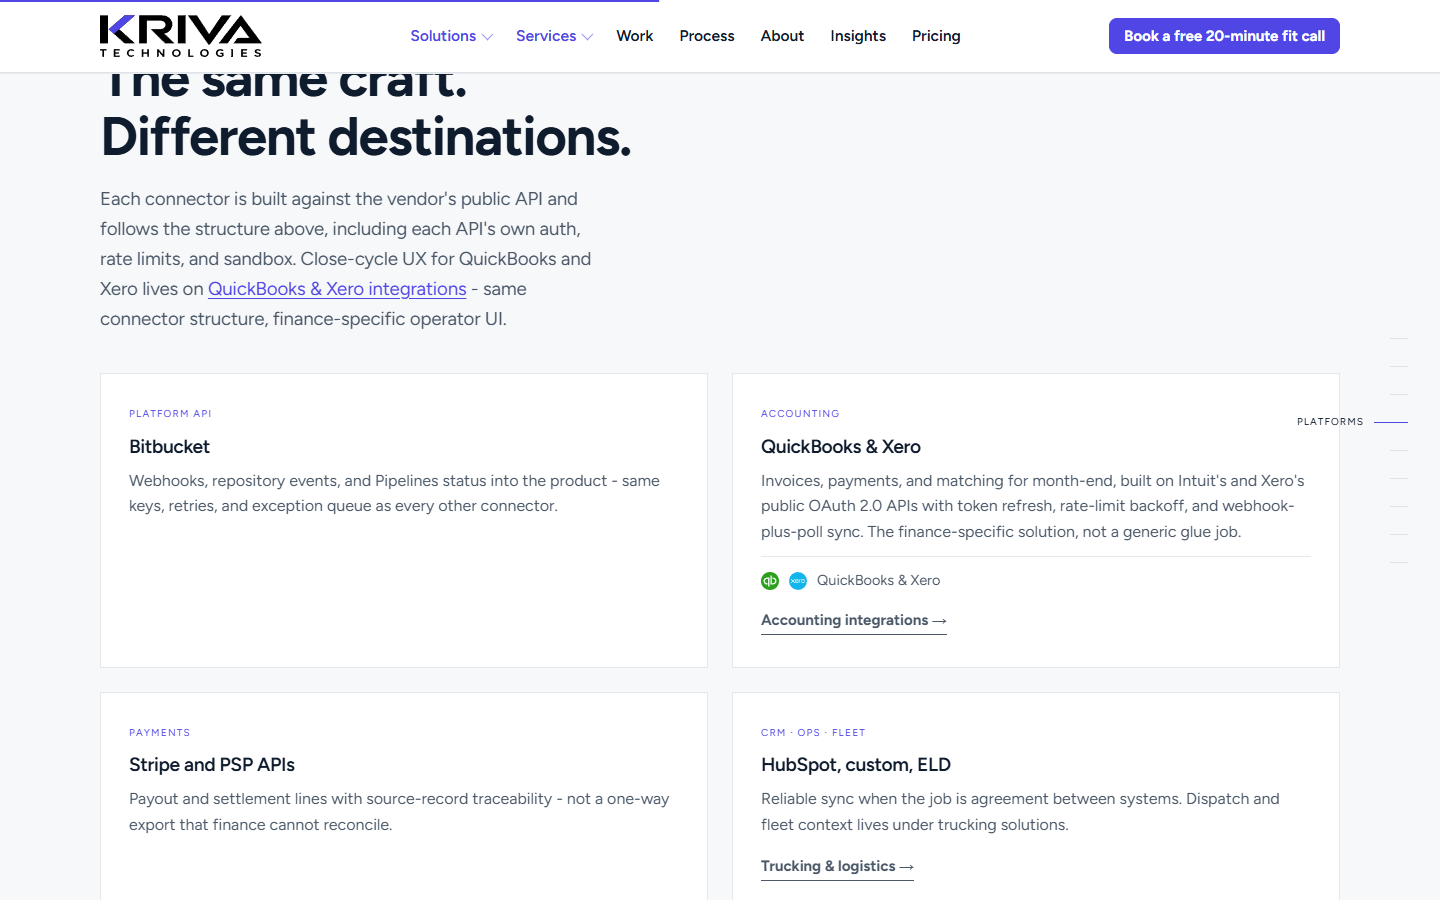 KRIVA
TECHNOLOGIES
Solutions
Services
Work
Process
About
Insights
Pricing
Book a free 20-minute fit call
The same craft.
Different destinations.
Each connector is built against the vendor's public API and
follows the structure above, including each API's own auth,
rate limits, and sandbox. Close-cycle UX for QuickBooks and
Xero lives on QuickBooks & Xero integrations - same
connector structure, finance-specific operator UI.
PLATFORM API
Bitbucket
Webhooks, repository events, and Pipelines status into the product - same
keys, retries, and exception queue as every other connector.
ACCOUNTING
QuickBooks & Xero
Invoices, payments, and matching for month-end, built on Intuit's and Xero's
public OAuth 2.0 APIs with token refresh, rate-limit backoff, and webhook-
plus-poll sync. The finance-specific solution, not a generic glue job.
qb
xero
QuickBooks & Xero
Accounting integrations →
PLATFORMS
PAYMENTS
Stripe and PSP APIs
Payout and settlement lines with source-record traceability - not a one-way
export that finance cannot reconcile.
CRM · OPS · FLEET
HubSpot, custom, ELD
Reliable sync when the job is agreement between systems. Dispatch and
fleet context lives under trucking solutions.
Trucking & logistics →